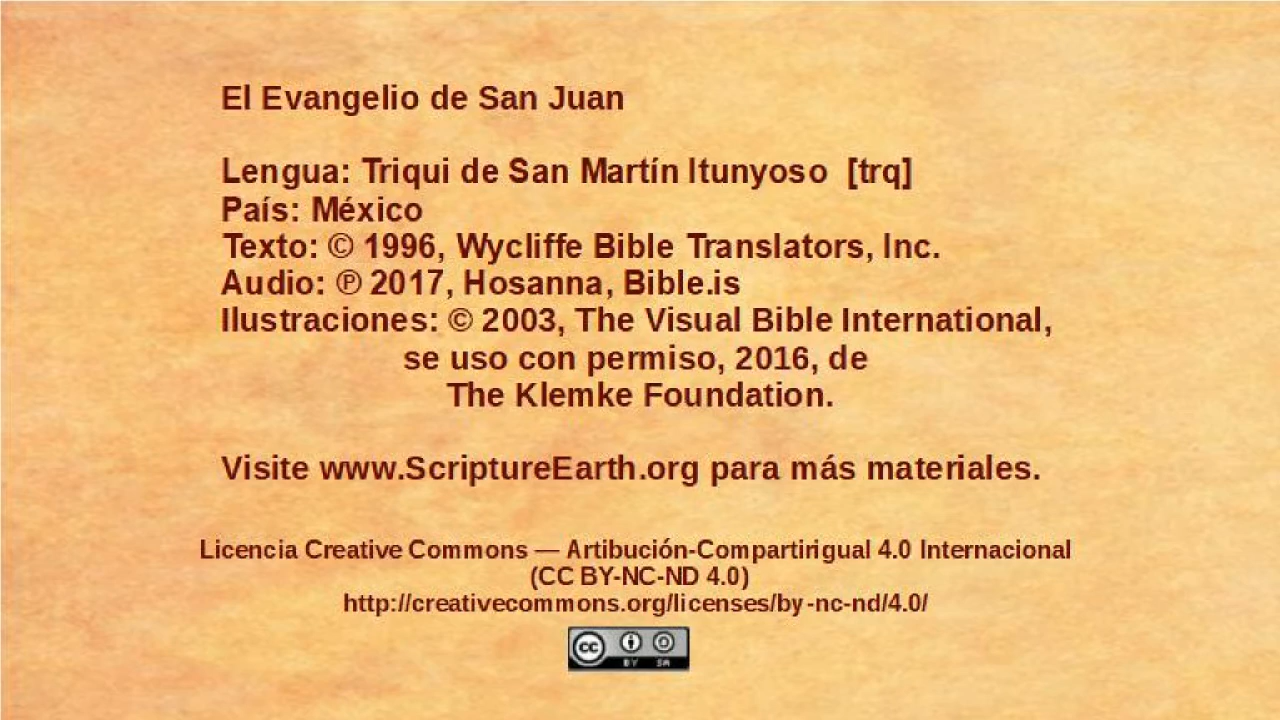 El Evangelio de San Juan
Lengua: Triqui de San Martín Itunyoso [trq]
País: México
Texto: © 1996, Wycliffe Bible Translators, Inc.
Audio: ℗ 2017, Hosanna, Bible.is
Ilustraciones: © 2003, The Visual Bible International,
se uso con permiso, 2016, de
The Klemke Foundation.
Visite www.ScriptureEarth.org para más materiales.
Licencia Creative Commons — Artibución-Compartirigual 4.0 Internacional
(CC BY-NC-ND 4.0)
http://creativecommons.org/licenses/by-nc-nd/4.0/
cc BY SA